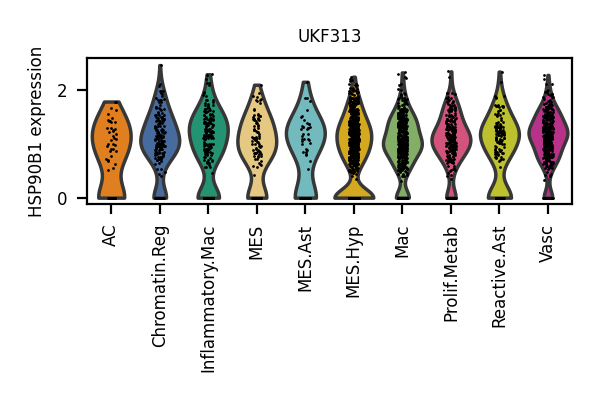 UKF313
HSP90B1 expression
2
0
AC
Chromatin.Reg
Inflammatory.Mac
MES
MES.Ast
MES.Hyp
Mac
Prolif.Metab
Reactive.Ast
Vasc